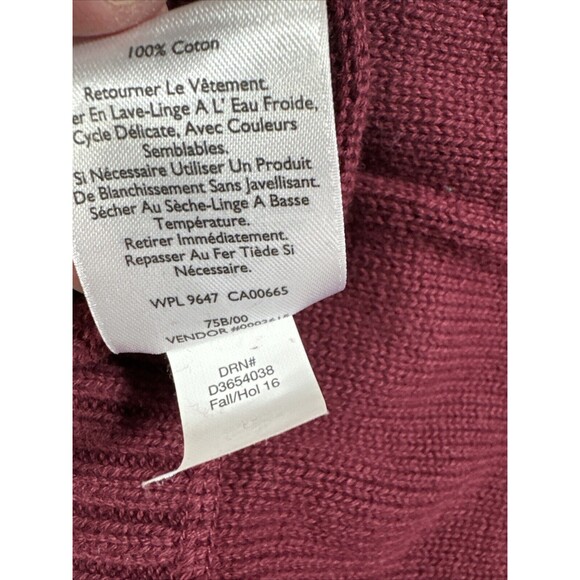 100% Coton
Retourner Le Vêtement.
er En Lave-Linge A L' Eau Froide,
Cycle Délicate, Avec Couleurs
Semblables.
Si Nécessaire Utiliser Un Produit
De Blanchissement Sans Javellisant.
Sécher Au Sèche-Linge A Basse
Température.
Retirer Immédiatement.
Repasser Au Fer Tiède Si
Nécessaire.
WPL 9647 CA00665
75B/00
VENDOR
DRN#
D3654038
Fall/Hol 16